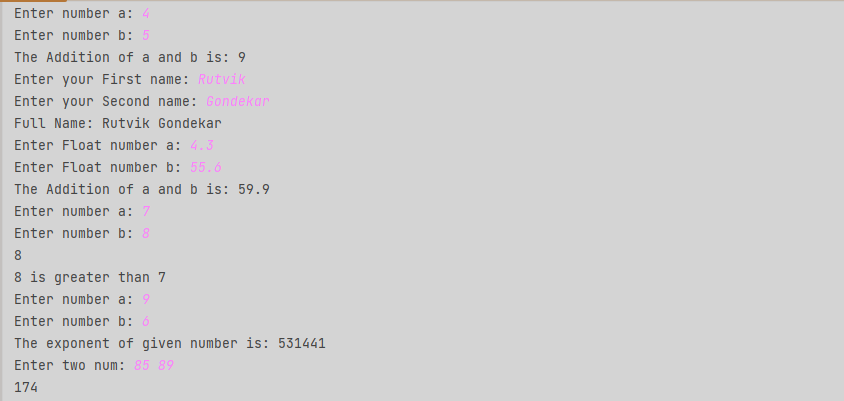 Enter number a: 4
Enter number b: 5
The Addition of a and b is: 9
Enter your First name: Rutvik
Enter your Second name: Gondekar
Full Name: Rutvik Gondekar
Enter Float number a: 4.3
Enter Float number b: 55.6
The Addition of a and b is: 59.9
Enter number a: 7
Enter number b: 8
8
8 is greater than 7
Enter number a: 9
Enter number b: 6
The exponent of given number is: 531441
Enter two num: 85 89
174